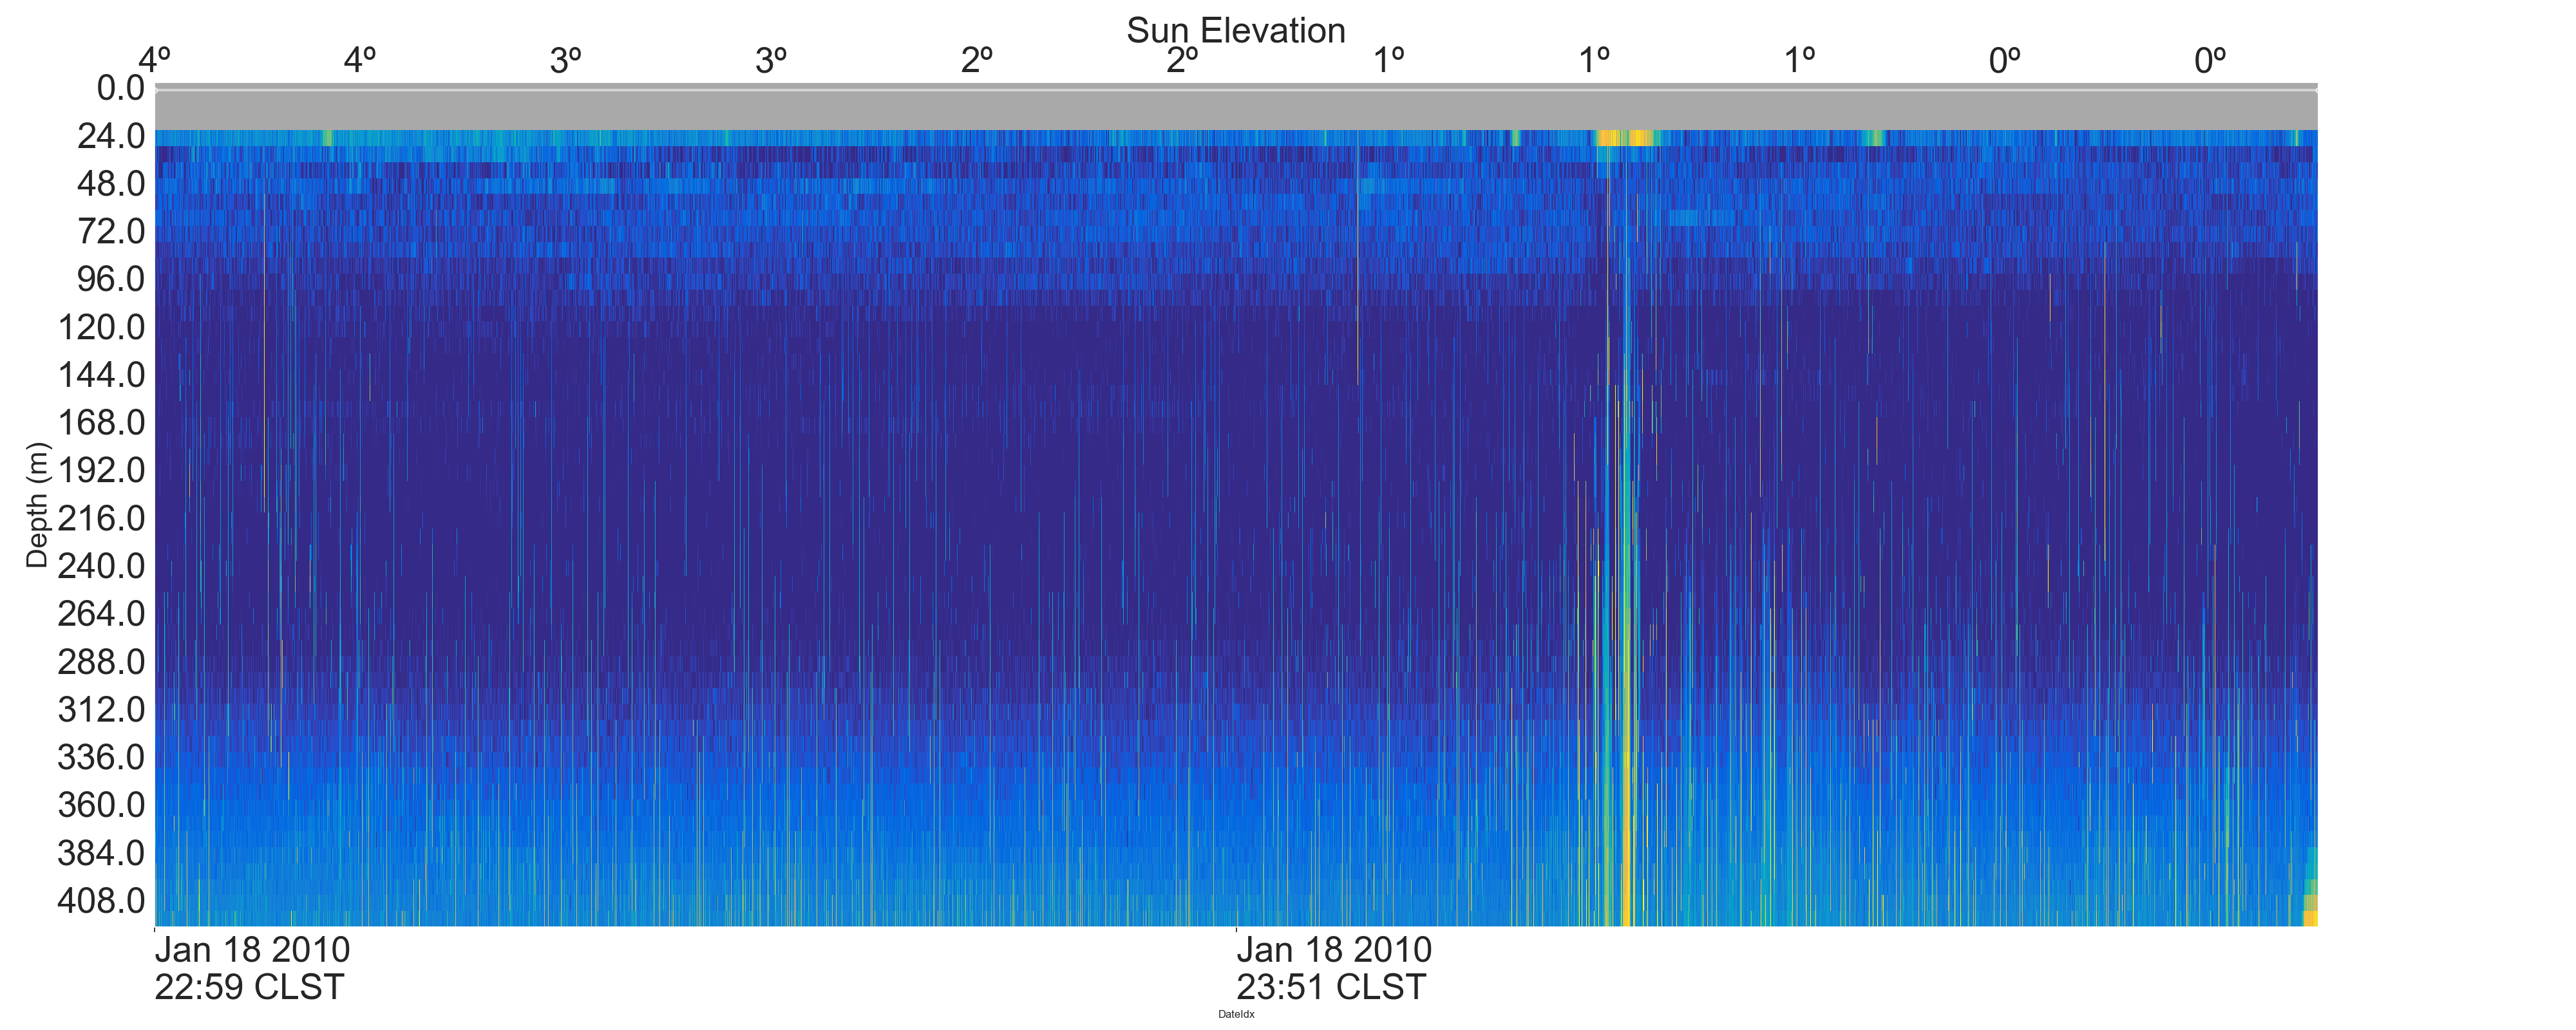 Sun Elevation
4º 4º 3º 3º 2º 2º 1º 1º 1º 0º 0º
0.0
24.0
48.0
72.0
96.0
120.0
144.0
168.0
192.0
216.0
240.0
264.0
288.0
312.0
336.0
360.0
384.0
408.0
Depth (m)
Jan 18 2010
22:59 CLST
Jan 18 2010
23:51 CLST
DateIdx